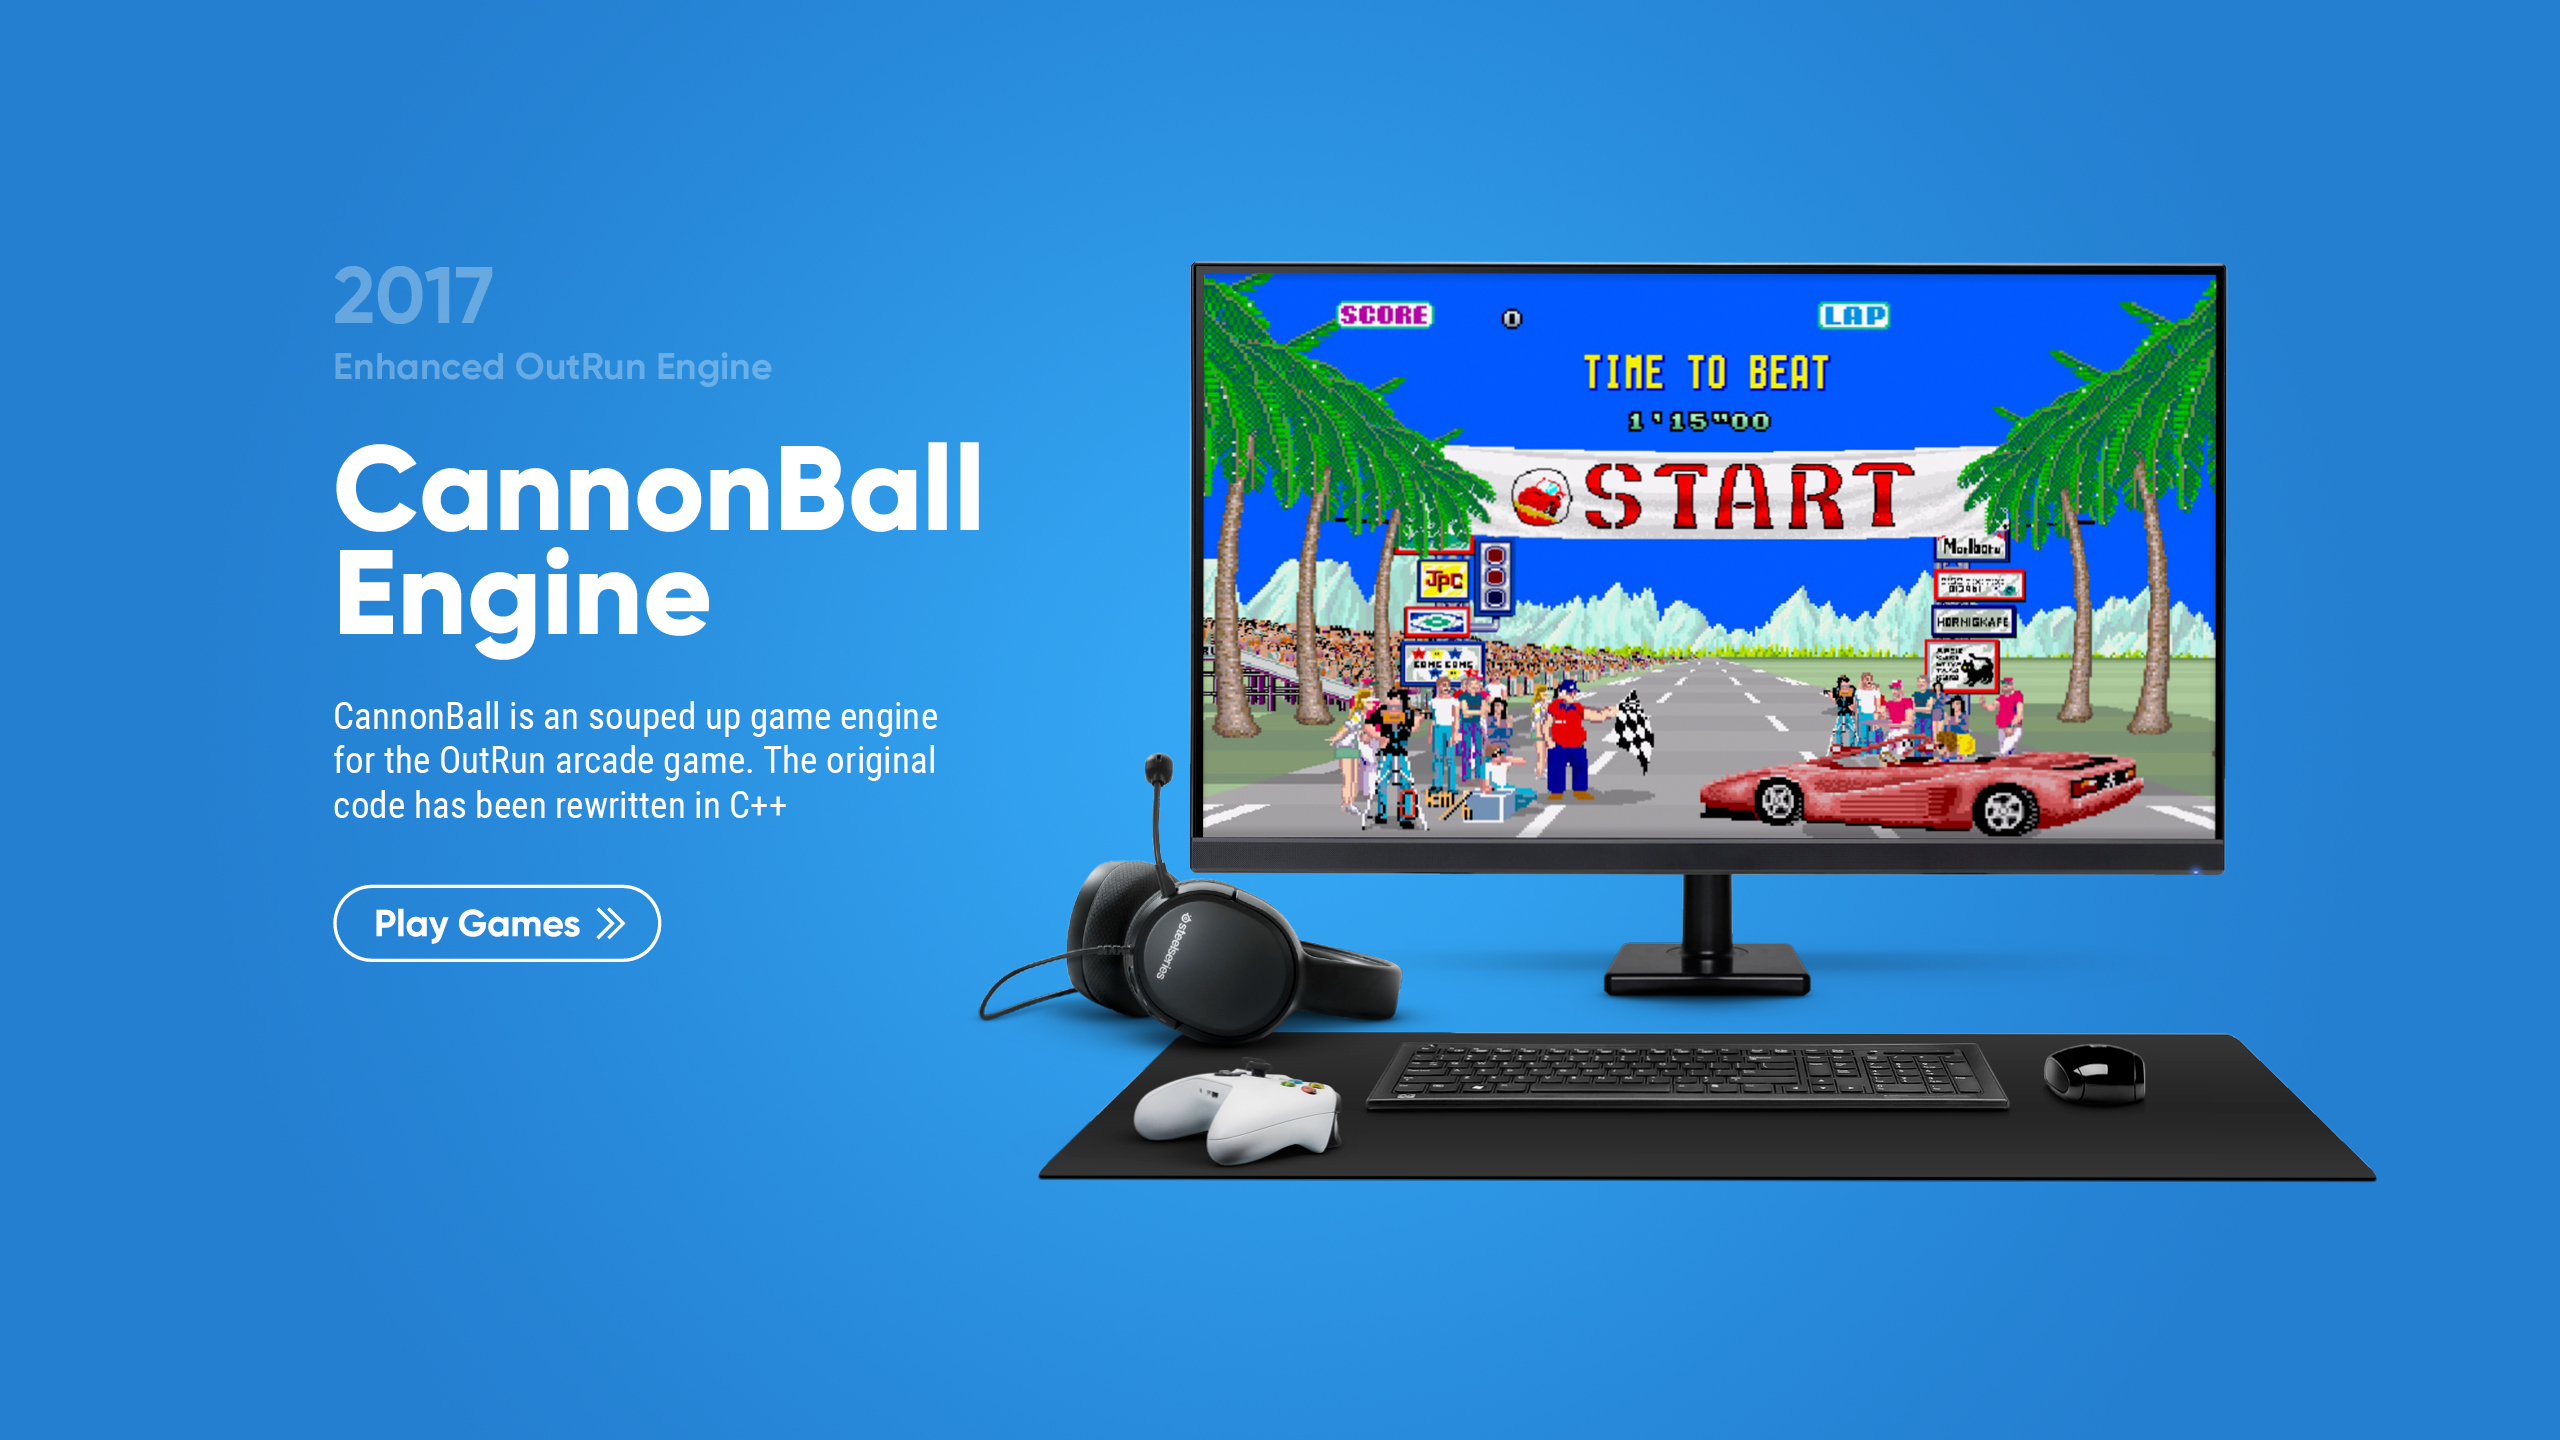 2017
Enhanced OutRun Engine
CannonBall
Engine
CannonBall is an souped up game engine
for the OutRun arcade game. The original
code has been rewritten in C++
Play Games
SCORE 0 LAP
TIME TO BEAT
1'15"00
START
Marlboro
JPC
HORNIGKAFE
km/h
steelseries